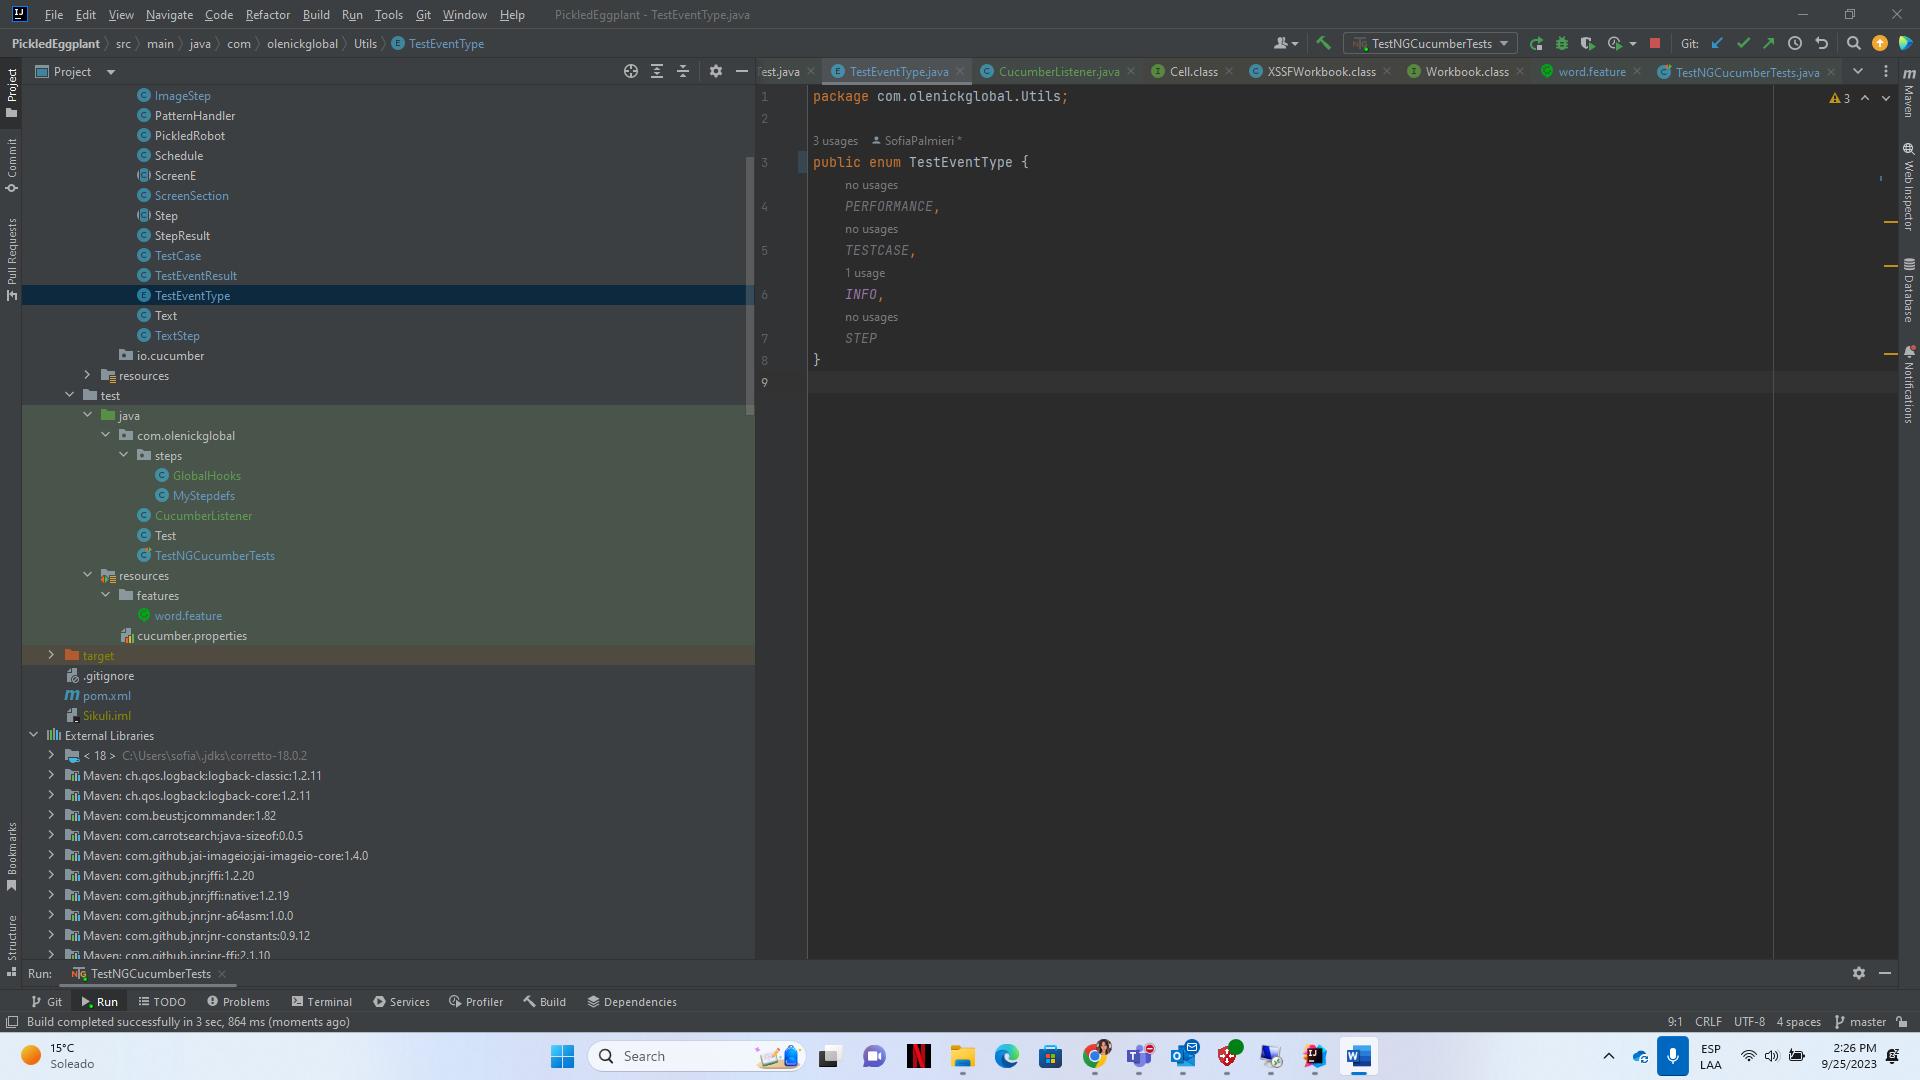 File Edit View Navigate Code Refactor Build Run Tools Git Window Help PickledEggplant - TestEventType.java
PickledEggplant src main java com olenickglobal Utils TestEventType
TestNGCucumberTests Git:
Project
Test.java TestEventType.java CucumberListener.java Cell.class XSSFWorkbook.class Workbook.class word.feature TestNGCucumberTests.java
Project
Commit
Pull Requests
Bookmarks
Structure
ImageStep
PatternHandler
PickledRobot
Schedule
ScreenE
ScreenSection
Step
StepResult
TestCase
TestEventResult
TestEventType
Text
TextStep
io.cucumber
resources
test
java
com.olenickglobal
steps
GlobalHooks
MyStepdefs
CucumberListener
Test
TestNGCucumberTests
resources
features
word.feature
cucumber.properties
target
.gitignore
pom.xml
Sikuli.iml
External Libraries
< 18 > C:\Users\sofia\.jdks\corretto-18.0.2
Maven: ch.qos.logback:logback-classic:1.2.11
Maven: ch.qos.logback:logback-core:1.2.11
Maven: com.beust:jcommander:1.82
Maven: com.carrotsearch:java-sizeof:0.0.5
Maven: com.github.jai-imageio:jai-imageio-core:1.4.0
Maven: com.github.jnr:jffi:1.2.20
Maven: com.github.jnr:jffi:native:1.2.19
Maven: com.github.jnr:jnr-a64asm:1.0.0
Maven: com.github.jnr:jnr-constants:0.9.12
Maven: com.github.jnr:jnr-ffi:2.1.10
1 package com.olenickglobal.Utils;
2
3 usages SofiaPalmieri *
3 public enum TestEventType {
no usages
4 PERFORMANCE,
no usages
5 TESTCASE,
1 usage
6 INFO,
no usages
7 STEP
8 }
9
3
Maven
Web Inspector
Database
Notifications
Run: TestNGCucumberTests
Git Run TODO Problems Terminal Services Profiler Build Dependencies
Build completed successfully in 3 sec, 864 ms (moments ago) 9:1 CRLF UTF-8 4 spaces master
15°C
Soleado
Search
ESP
LAA
2:26 PM
9/25/2023